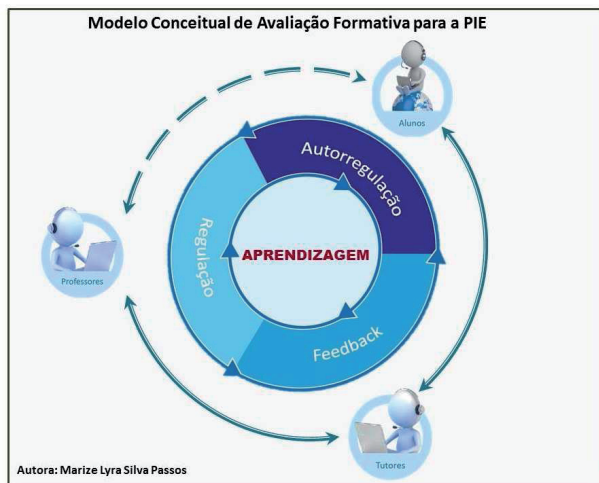 Modelo Conceitual de Avaliação Formativa para a PIE
Alunos
Autorregulação
Regulação
APRENDIZAGEM
Professores
Feedback
Tutores
Autora: Marize Lyra Silva Passos